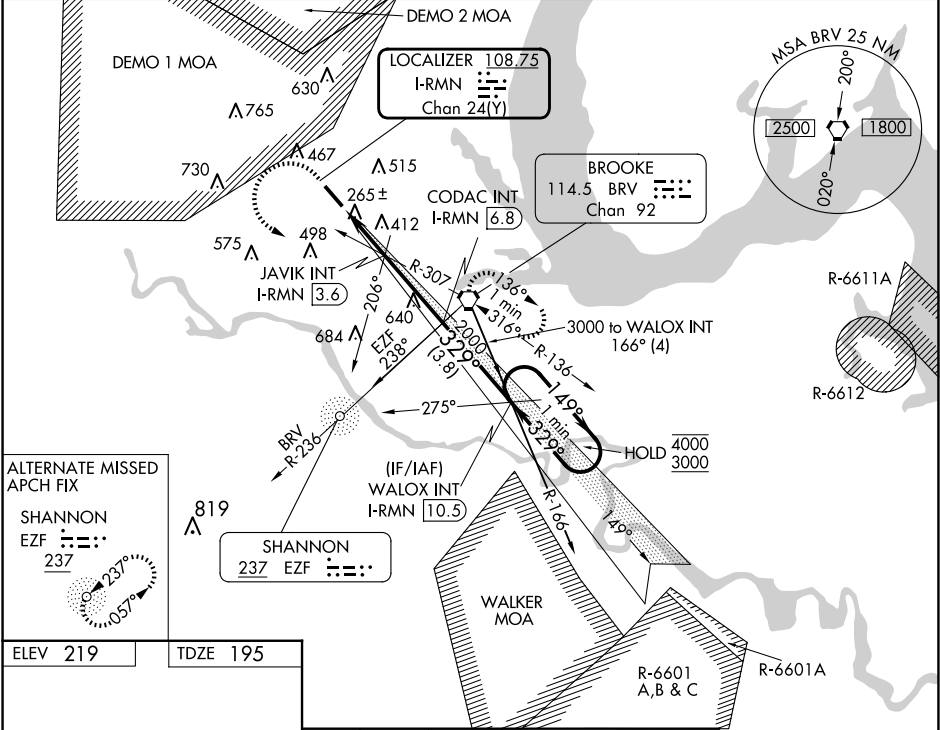 DEMO 2 MOA
DEMO 1 MOA
LOCALIZER 108.75
I-RMN
Chan 24(Y)
MSA BRV 25 NM
200°
2500
1800
020°
630
765
467
730
515
265 ±
412
575
498
CODAC INT
I-RMN 6.8
BROOKE
114.5 BRV
Chan 92
JAVIK INT
I-RMN 3.6
R-307
136°
1 min
316°
R-136
206°
640
684
EZF
238°
2000
329°
(3.8)
3000 to WALOX INT
166° (4)
R-6611A
R-6612
275°
149°
1 min
329°
HOLD 4000
3000
BRV
R-236
(IF/IAF)
WALOX INT
I-RMN 10.5
R-166
149°
ALTERNATE MISSED
APCH FIX
SHANNON
EZF
237
237°
057°
819
SHANNON
237 EZF
WALKER
MOA
R-6601
A,B & C
R-6601A
ELEV 219
TDZE 195